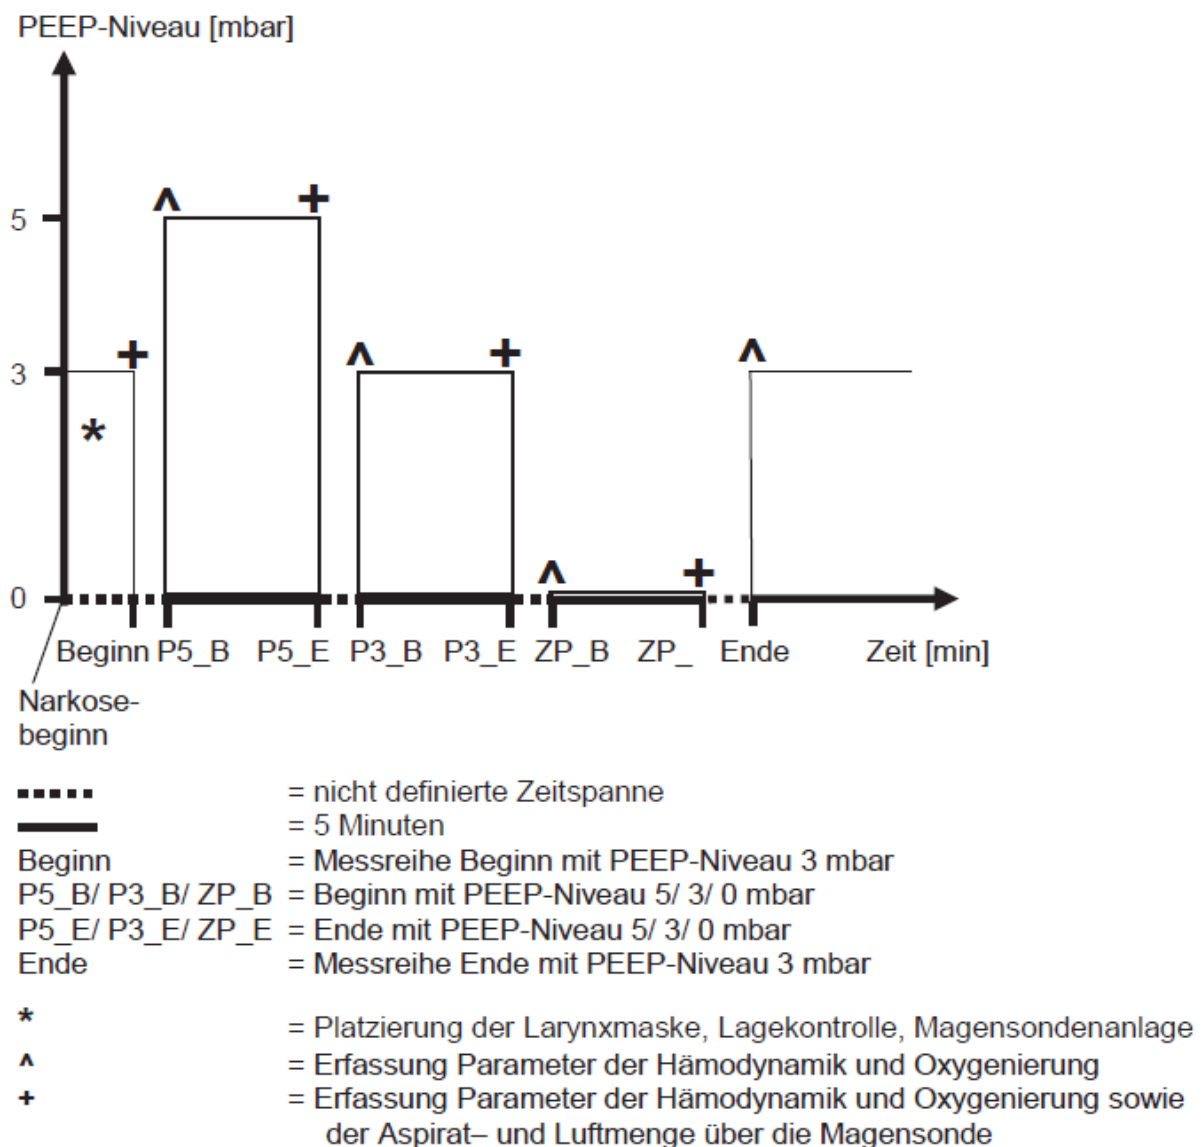 PEEP-Niveau [mbar]
^ +
5
+ ^ + ^
3
*
^ +
0
Beginn P5_B P5_E P3_B P3_E ZP_B ZP_ Ende Zeit [min]
Narkose-
beginn
= nicht definierte Zeitspanne
= 5 Minuten
Beginn = Messreihe Beginn mit PEEP-Niveau 3 mbar
P5_B/ P3_B/ ZP_B = Beginn mit PEEP-Niveau 5/ 3/ 0 mbar
P5_E/ P3_E/ ZP_E = Ende mit PEEP-Niveau 5/ 3/ 0 mbar
Ende = Messreihe Ende mit PEEP-Niveau 3 mbar
* = Platzierung der Larynxmaske, Lagekontrolle, Magensondenanlage
^ = Erfassung Parameter der Hämodynamik und Oxygenierung
+ = Erfassung Parameter der Hämodynamik und Oxygenierung sowie
der Aspirat– und Luftmenge über die Magensonde